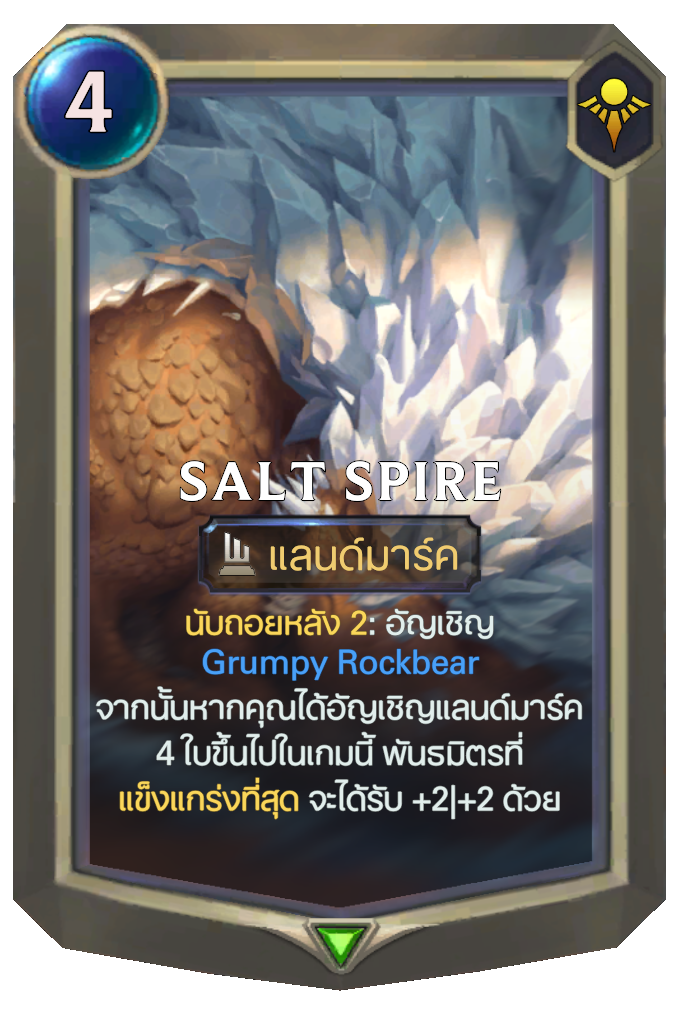 4
SALT SPIRE
แลนด์มาร์ค
นับถอยหลัง 2: อัญเชิญ
Grumpy Rockbear
จากนั้นหากคุณได้อัญเชิญแลนด์มาร์ค
4 ใบขึ้นไปในเกมนี้ พันธมิตรที่
แข็งแกร่งที่สุด จะได้รับ +2|+2 ด้วย